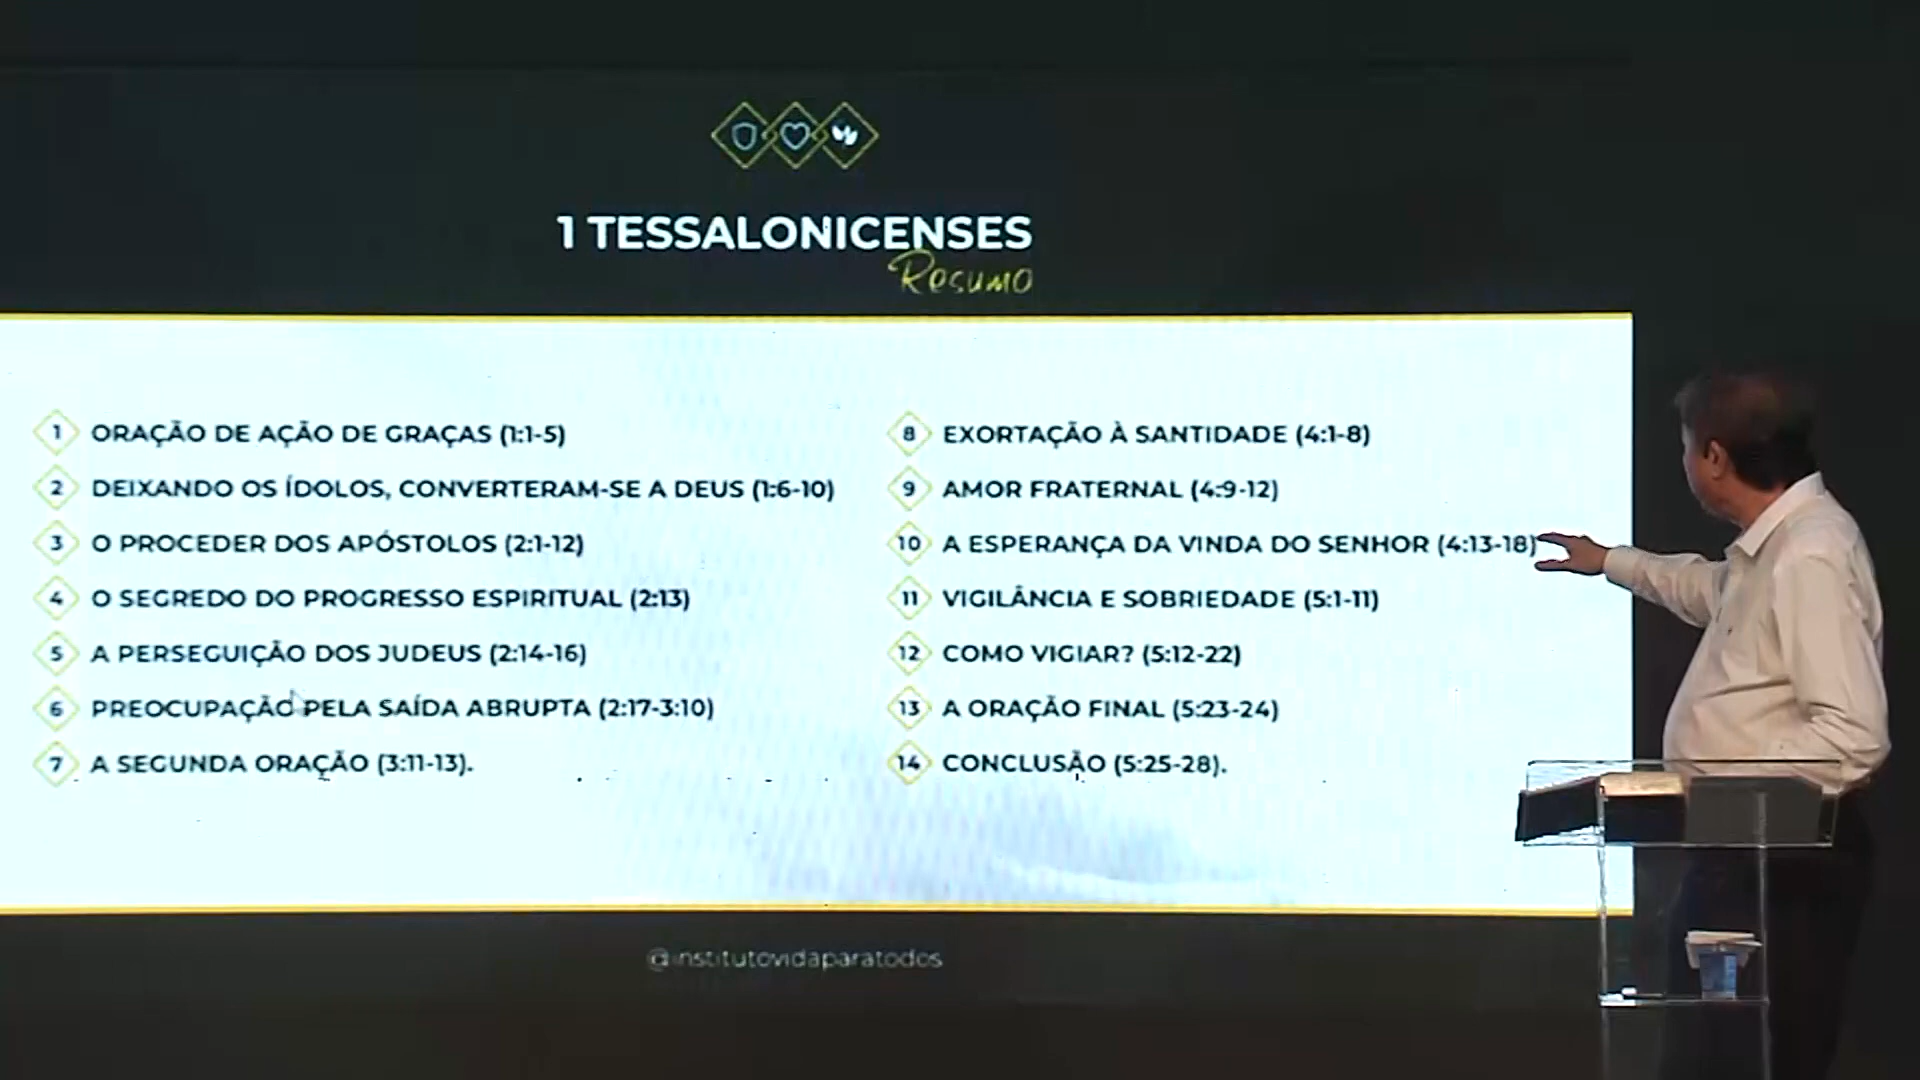 1 TESSALONICENSES
Resumo
1 ORAÇÃO DE AÇÃO DE GRAÇAS (1:1-5)
2 DEIXANDO OS ÍDOLOS, CONVERTERAM-SE A DEUS (1:6-10)
3 O PROCEDER DOS APÓSTOLOS (2:1-12)
4 O SEGREDO DO PROGRESSO ESPIRITUAL (2:13)
5 A PERSEGUIÇÃO DOS JUDEUS (2:14-16)
6 PREOCUPAÇÃO PELA SAÍDA ABRUPTA (2:17-3:10)
7 A SEGUNDA ORAÇÃO (3:11-13).
8 EXORTAÇÃO À SANTIDADE (4:1-8)
9 AMOR FRATERNAL (4:9-12)
10 A ESPERANÇA DA VINDA DO SENHOR (4:13-18)
11 VIGILÂNCIA E SOBRIEDADE (5:1-11)
12 COMO VIGIAR? (5:12-22)
13 A ORAÇÃO FINAL (5:23-24)
14 CONCLUSÃO (5:25-28).
@institutovidaparatodos